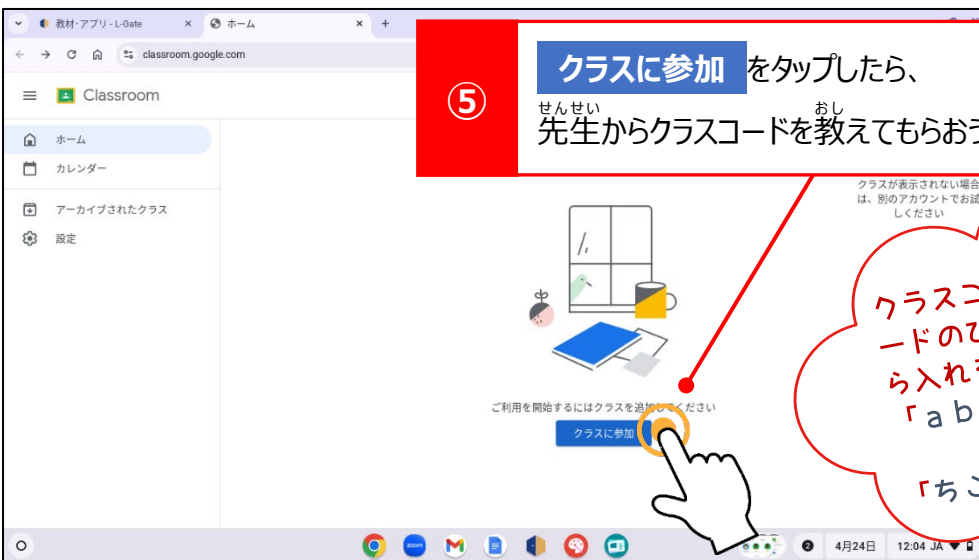 教材･アプリ - L-Gate
ホーム
classroom.google.com
Classroom
ホーム
カレンダー
アーカイブされたクラス
設定
⑤
クラスに参加 をタップしたら、
せんせい おし
先生からクラスコードを教えてもらおう
クラスが表示されない場合
は、別のアカウントでお試
しください
クラスコ
ードのひ
ら入れ
「ab
「ちこ
ご利用を開始するにはクラスを追加してください
クラスに参加
zoom
2
4月24日
12:04 JA